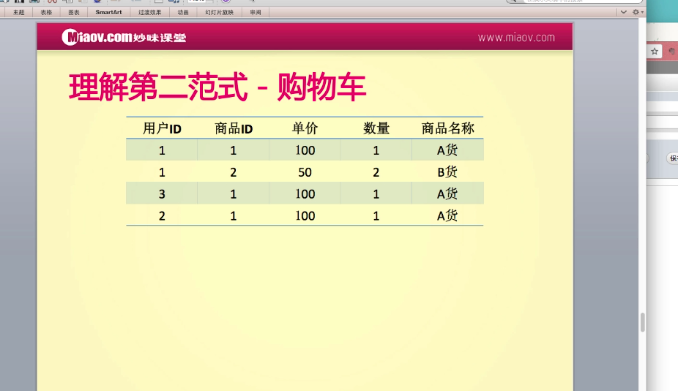 主题 表格 图表 SmartArt 过渡效果 动画 幻灯片放映 审阅
Miaov.com妙味课堂 www.miaov.com
理解第二范式 - 购物车
用户ID 商品ID 单价 数量 商品名称
1 1 100 1 A货
1 2 50 2 B货
3 1 100 1 A货
2 1 100 1 A货